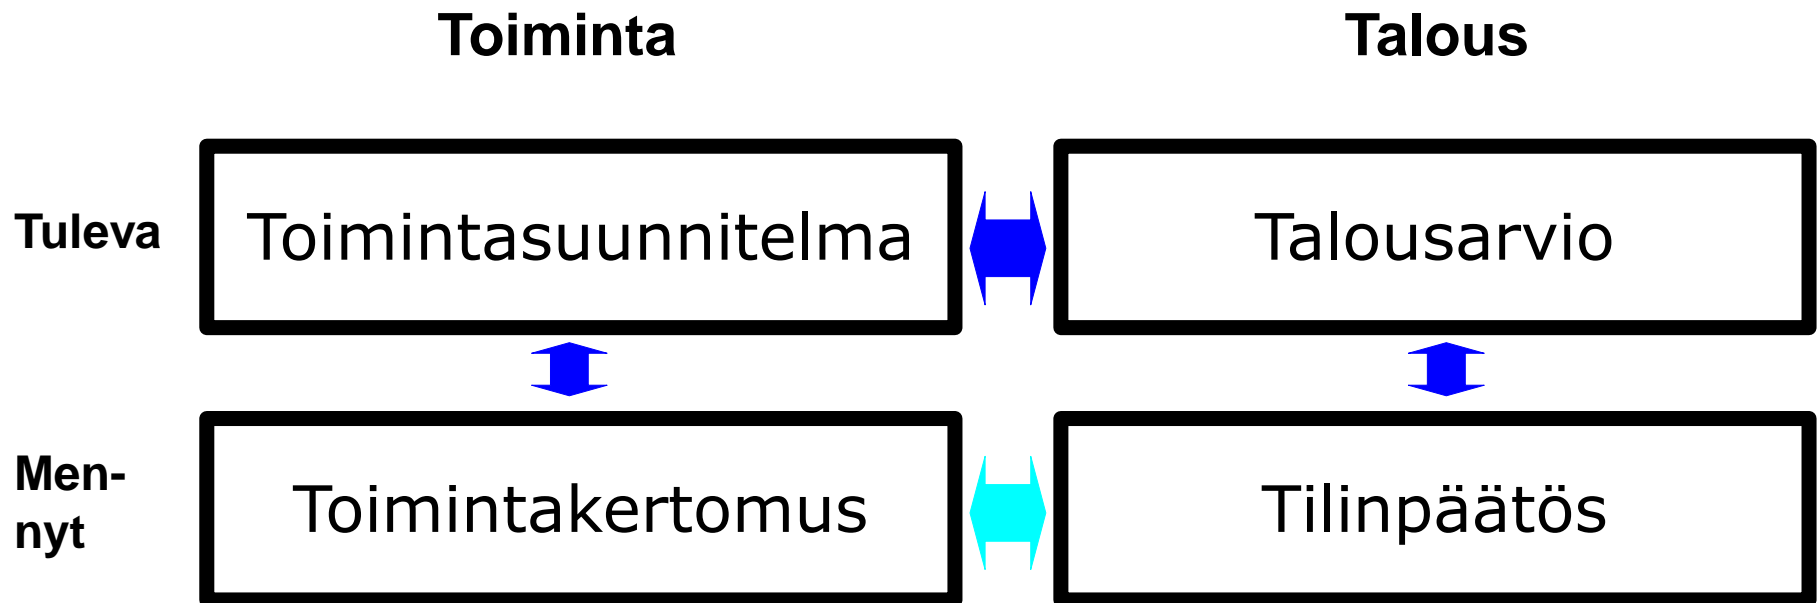 Toiminta
Talous
Tuleva
Toimintasuunnitelma
Talousarvio
Men-
nyt
Toimintakertomus
Tilinpäätös